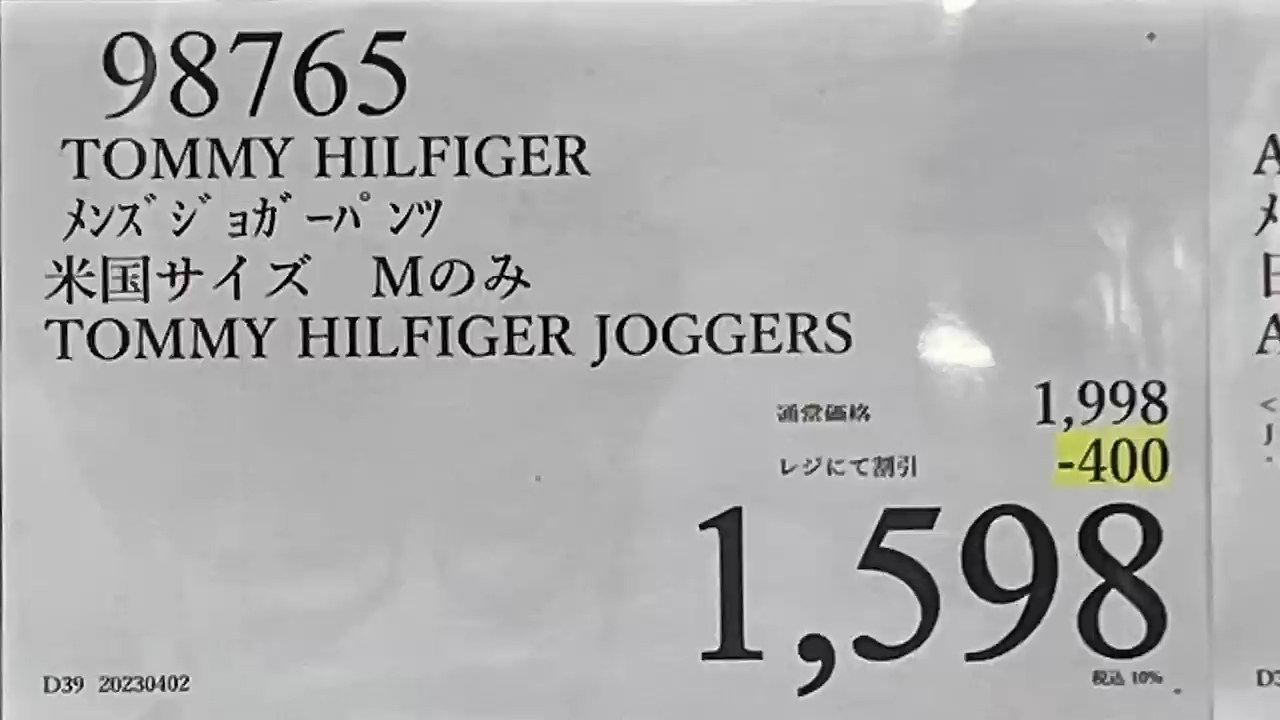 98765
TOMMY HILFIGER
ﾒﾝｽﾞｼﾞｮｶﾞｰﾊﾟﾝﾂ
米国サイズ　Mのみ
TOMMY HILFIGER JOGGERS
通常価格 1,998
レジにて割引 -400
1,598
税込 10%
D39 20230402